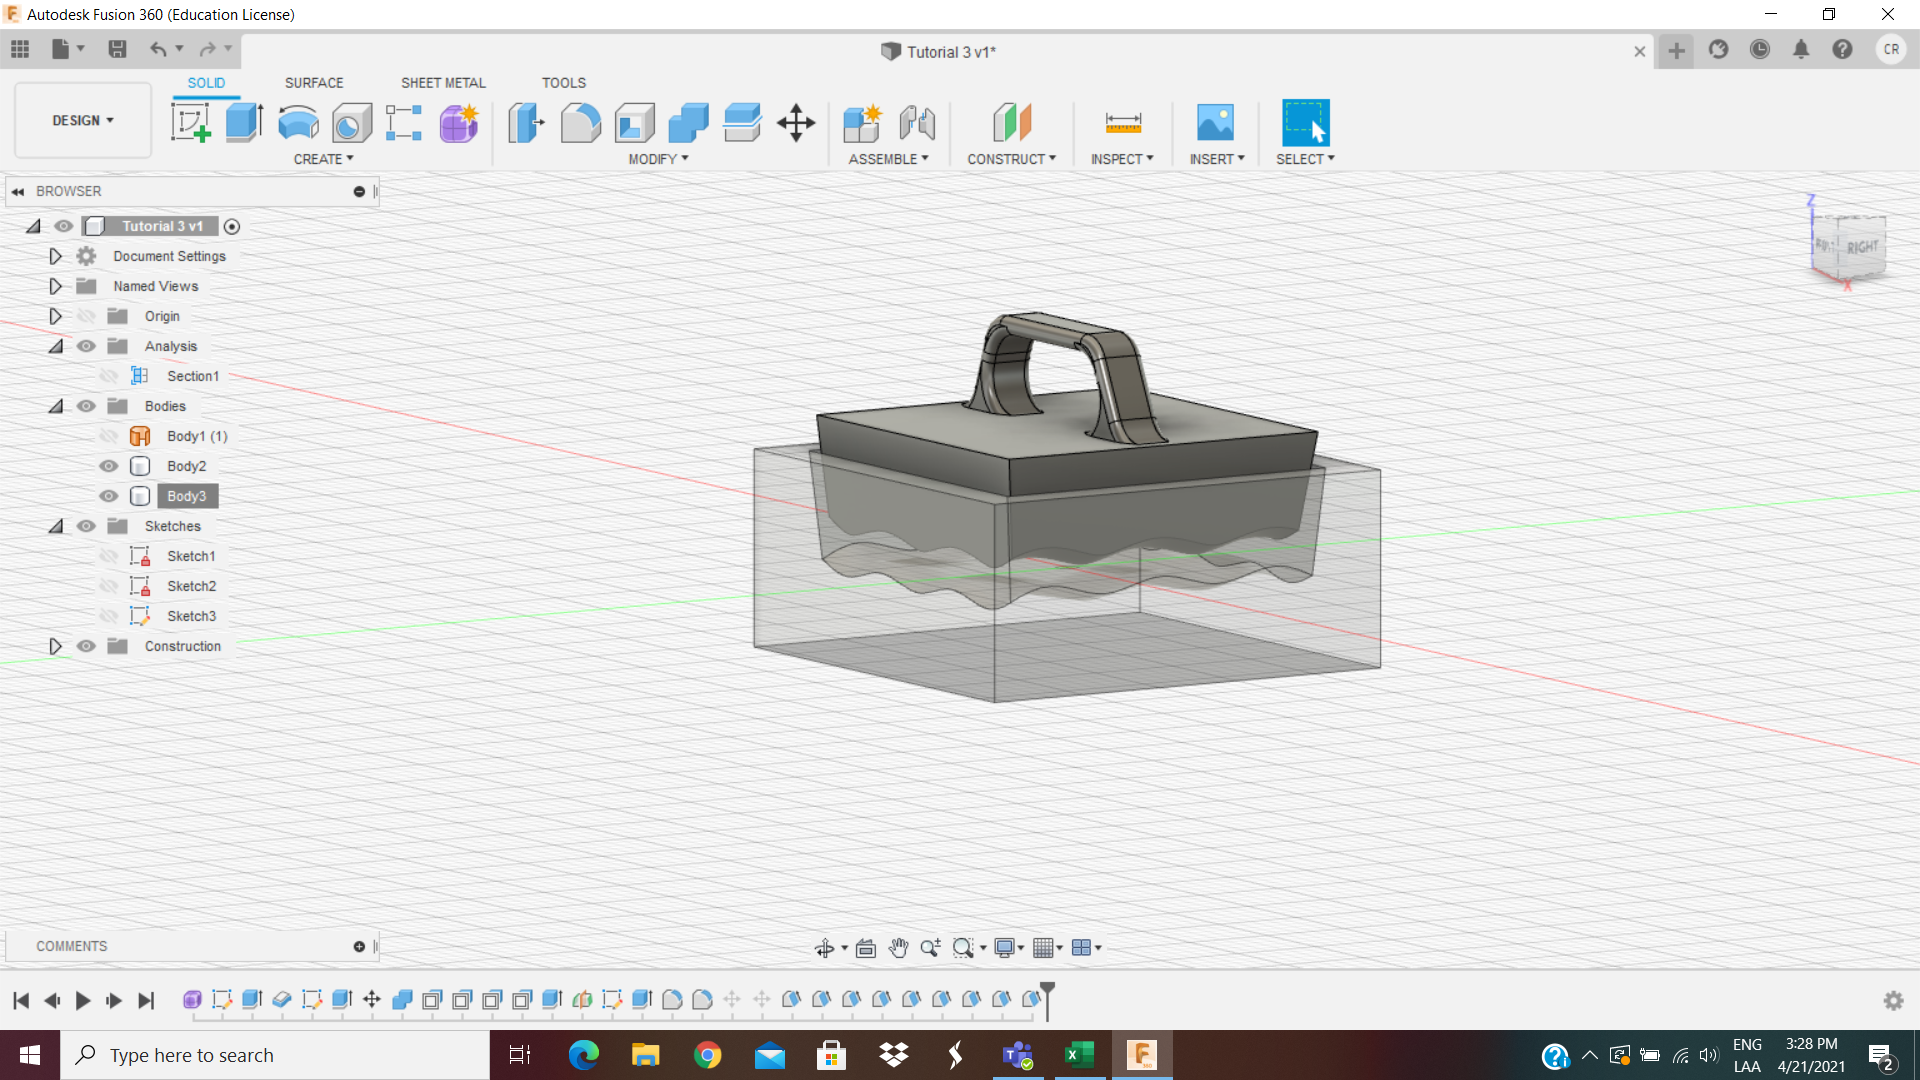 Autodesk Fusion 360 (Education License)
Tutorial 3 v1*
CR
SOLID
SURFACE
SHEET METAL
TOOLS
DESIGN
CREATE
MODIFY
ASSEMBLE
CONSTRUCT
INSPECT
INSERT
SELECT
BROWSER
Tutorial 3 v1
Document Settings
Named Views
Origin
Analysis
Section1
Bodies
Body1 (1)
Body2
Body3
Sketches
Sketch1
Sketch2
Sketch3
Construction
Z
RIGHT
X
COMMENTS
Type here to search
ENG
LAA
3:28 PM
4/21/2021
2